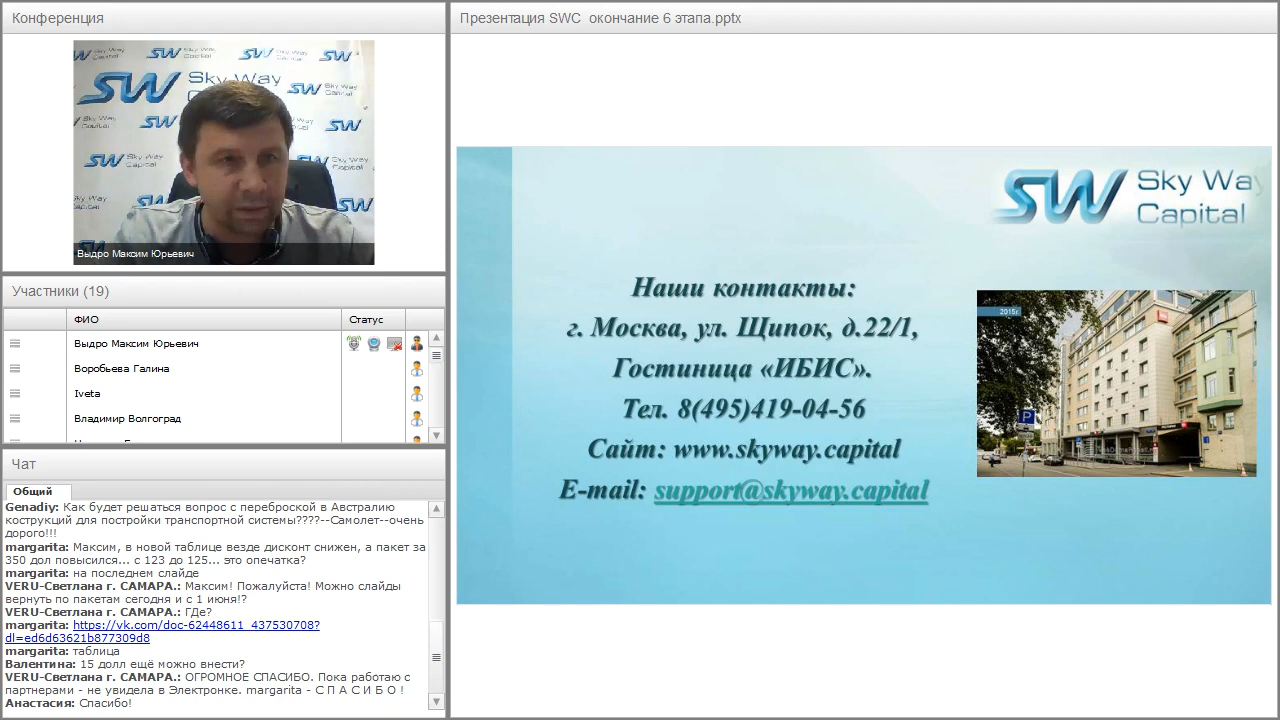 Конференция
SW Sky Way Capital
Выдро Максим Юрьевич
Участники (19)
ФИО
Статус
Выдро Максим Юрьевич
Воробьева Галина
Iveta
Владимир Волгоград
Чат
Общий
Genadiy: Как будет решаться вопрос с переброской в Австралию
кострукций для постройки транспортной системы????--Самолет--очень
дорого!!!
margarita: Максим, в новой таблице везде дисконт снижен, а пакет за
350 дол повысился... с 123 до 125... это опечатка?
margarita: на последнем слайде
VERU-Светлана г. САМАРА.: Максим! Пожалуйста! Можно слайды
вернуть по пакетам сегодня и с 1 июня!?
VERU-Светлана г. САМАРА.: ГДе?
margarita: https://vk.com/doc-62448611_437530708?
dl=ed6d63621b877309d8
margarita: таблица
Валентина: 15 долл ещё можно внести?
VERU-Светлана г. САМАРА.: ОГРОМНОЕ СПАСИБО. Пока работаю с
партнерами - не увидела в Электронке. margarita - С П А С И Б О !
Анастасия: Спасибо!
Презентация SWC окончание 6 этапа.pptx
SW Sky Way
Capital
Наши контакты:
г. Москва, ул. Щипок, д.22/1,
Гостиница «ИБИС».
Тел. 8(495)419-04-56
Сайт: www.skyway.capital
E-mail: support@skyway.capital
2015г
P